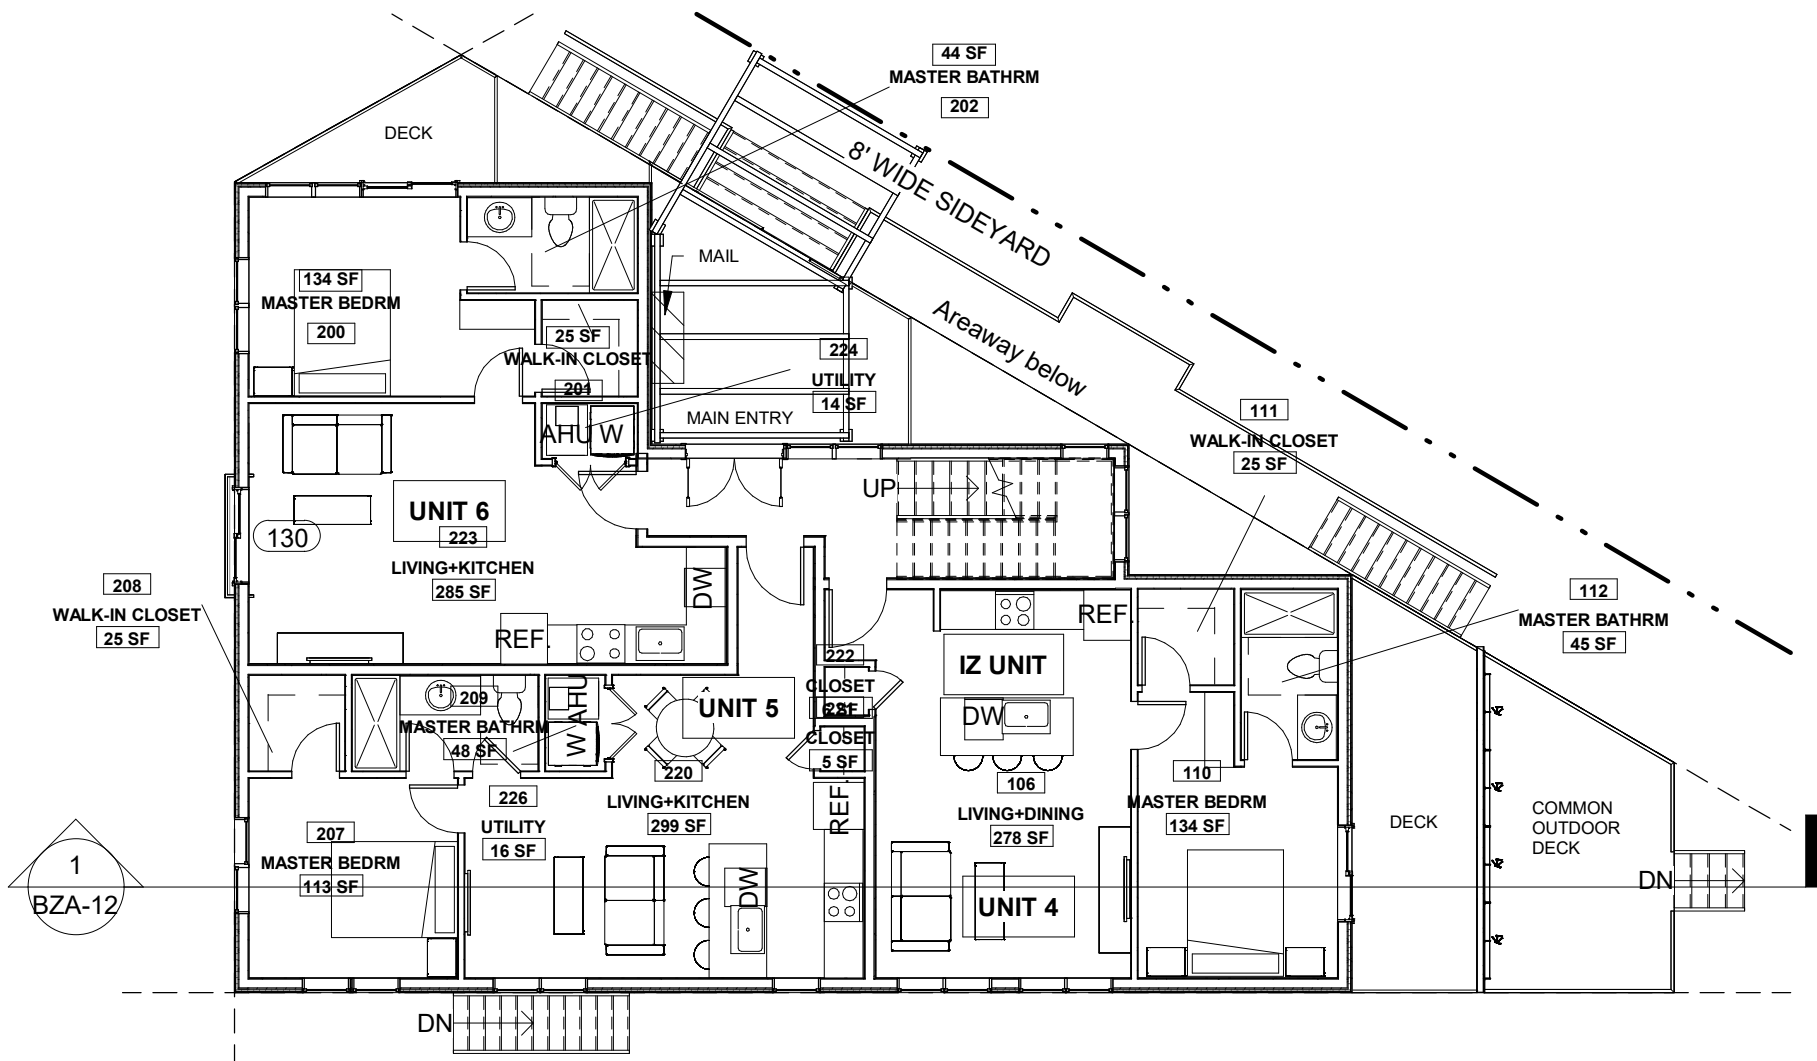 44 SF
MASTER BATHRM
202
DECK
8' WIDE SIDEYARD
MAIL
134 SF
MASTER BEDRM
200
25 SF
WALK-IN CLOSET
201
224
UTILITY
14 SF
MAIN ENTRY
Areaway below
111
WALK-IN CLOSET
25 SF
AHU
W
UP
UNIT 6
223
130
LIVING+KITCHEN
285 SF
DW
REF.
208
WALK-IN CLOSET
25 SF
REF.
112
MASTER BATHRM
45 SF
222
CLOSET
6 SF
221
CLOSET
5 SF
IZ UNIT
DW
209
MASTER BATHRM
48 SF
AHU
W
UNIT 5
220
LIVING+KITCHEN
299 SF
REF.
226
UTILITY
16 SF
106
LIVING+DINING
278 SF
110
MASTER BEDRM
134 SF
DECK
COMMON
OUTDOOR
DECK
207
MASTER BEDRM
113 SF
DW
UNIT 4
DN
1
BZA-12
DN